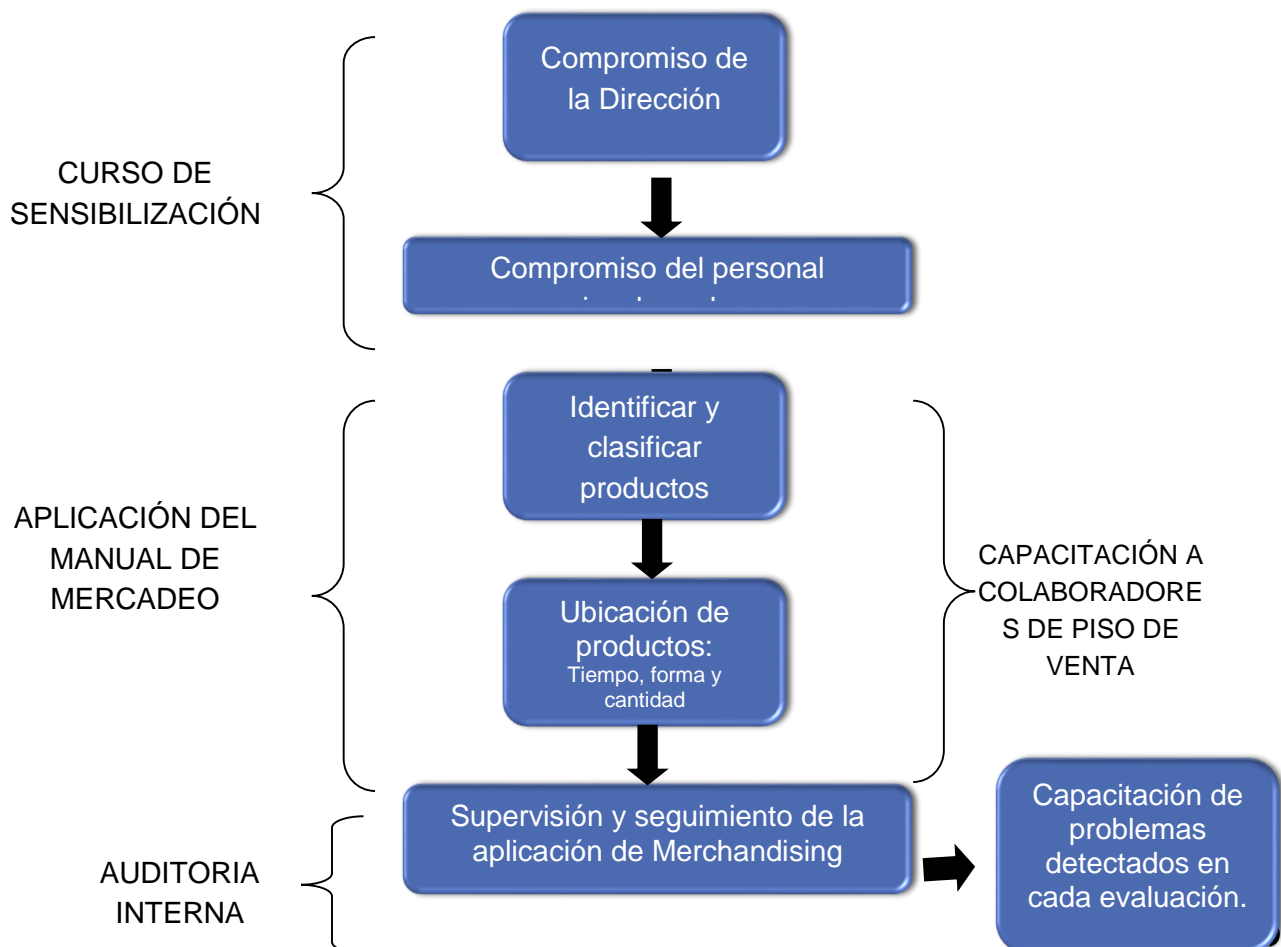 Compromiso de
la Dirección
CURSO DE
SENSIBILIZACIÓN
Compromiso del personal
Identificar y
clasificar
productos
APLICACIÓN DEL
MANUAL DE
MERCADEO
Ubicación de
productos:
Tiempo, forma y
cantidad
CAPACITACIÓN A
COLABORADORE
S DE PISO DE
VENTA
Supervisión y seguimiento de la
aplicación de Merchandising
Capacitación de
problemas
detectados en
cada evaluación.
AUDITORIA
INTERNA